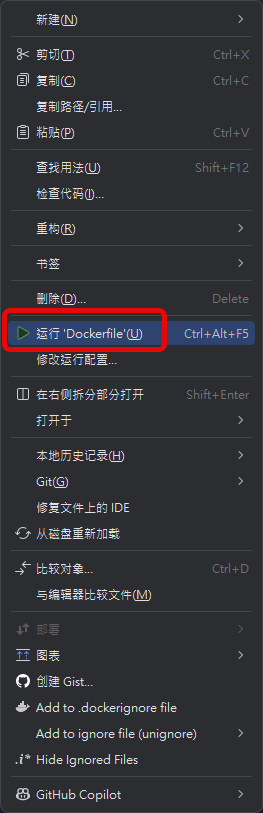 新建(N)
剪切(T) Ctrl+X
复制(C) Ctrl+C
复制路径/引用...
粘贴(P) Ctrl+V
查找用法(U) Shift+F12
检查代码(I)...
重构(R)
书签
删除(D)... Delete
运行 'Dockerfile'(U) Ctrl+Alt+F5
修改运行配置...
在右侧拆分部分打开 Shift+Enter
打开于
本地历史记录(H)
Git(G)
修复文件上的 IDE
从磁盘重新加载
比较对象... Ctrl+D
与编辑器比较文件(M)
部署
图表
创建 Gist...
Add to .dockerignore file
Add to ignore file (unignore)
.i* Hide Ignored Files
GitHub Copilot